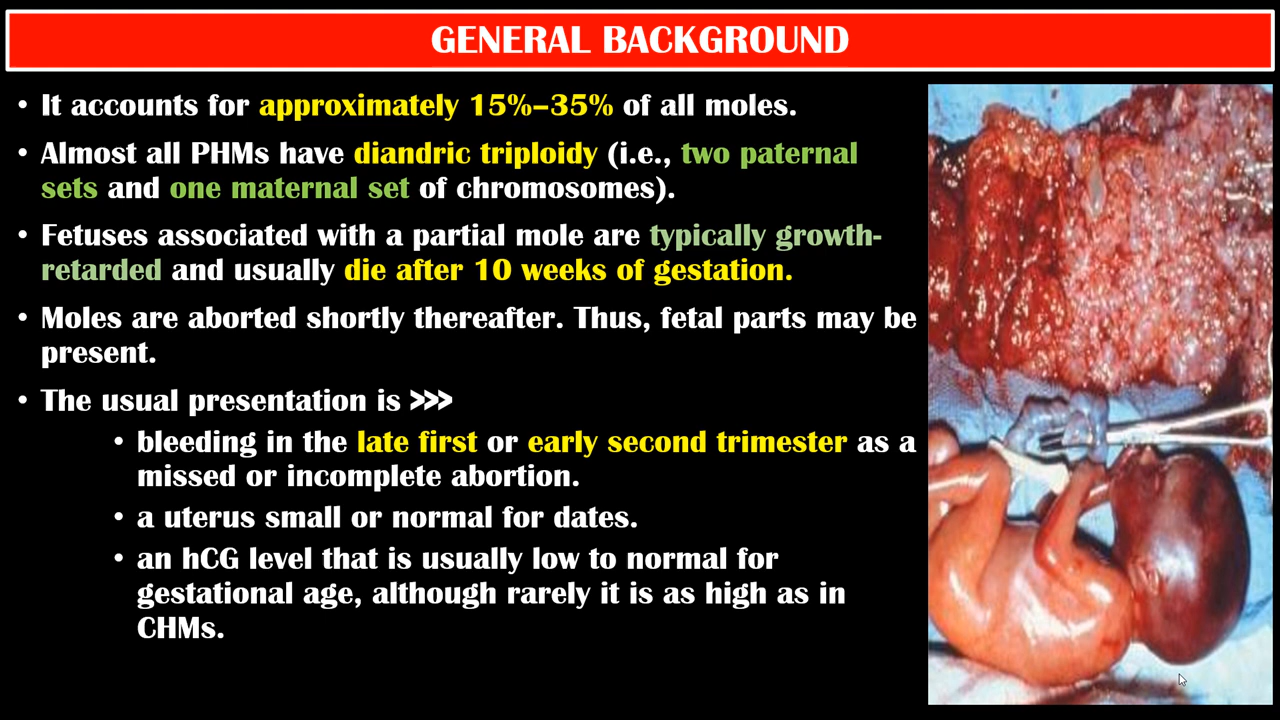 GENERAL BACKGROUND
• It accounts for approximately 15%–35% of all moles.
• Almost all PHMs have diandric triploidy (i.e., two paternal
sets and one maternal set of chromosomes).
• Fetuses associated with a partial mole are typically growth-
retarded and usually die after 10 weeks of gestation.
• Moles are aborted shortly thereafter. Thus, fetal parts may be
present.
• The usual presentation is >>>
• bleeding in the late first or early second trimester as a
missed or incomplete abortion.
• a uterus small or normal for dates.
• an hCG level that is usually low to normal for
gestational age, although rarely it is as high as in
CHMs.